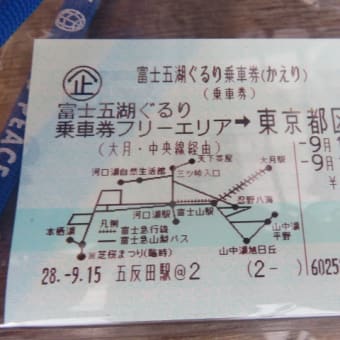 企 富士五湖ぐるり乗車券(かえり)
(乗車券)
富士五湖ぐるり
乗車券フリーエリア→東京都区
(大月・中央線経由)
-9月
-9月
天下茶屋
河口湖自然生活館
三ツ峠入口
大月駅
河口湖駅
富士山駅
忍野八海
本栖湖
凡例
富士急行線
富士急山梨バス
山中湖平野
山中湖旭日丘
芝桜まつり(臨時)
28.-9.15 五反田駅@2 (2-) 6025
PEACE